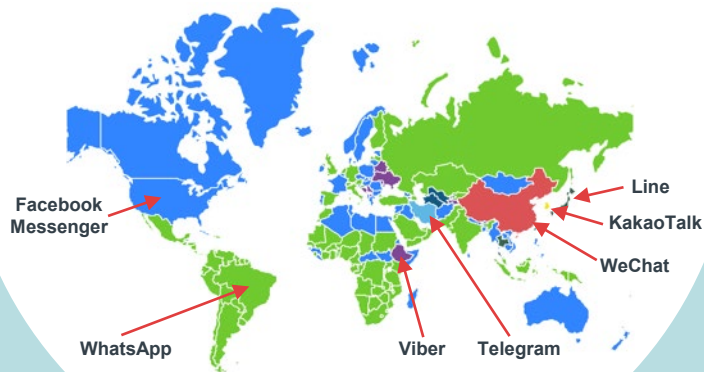 Line
Facebook
Messenger
KakaoTalk
WeChat
WhatsApp
Viber
Telegram